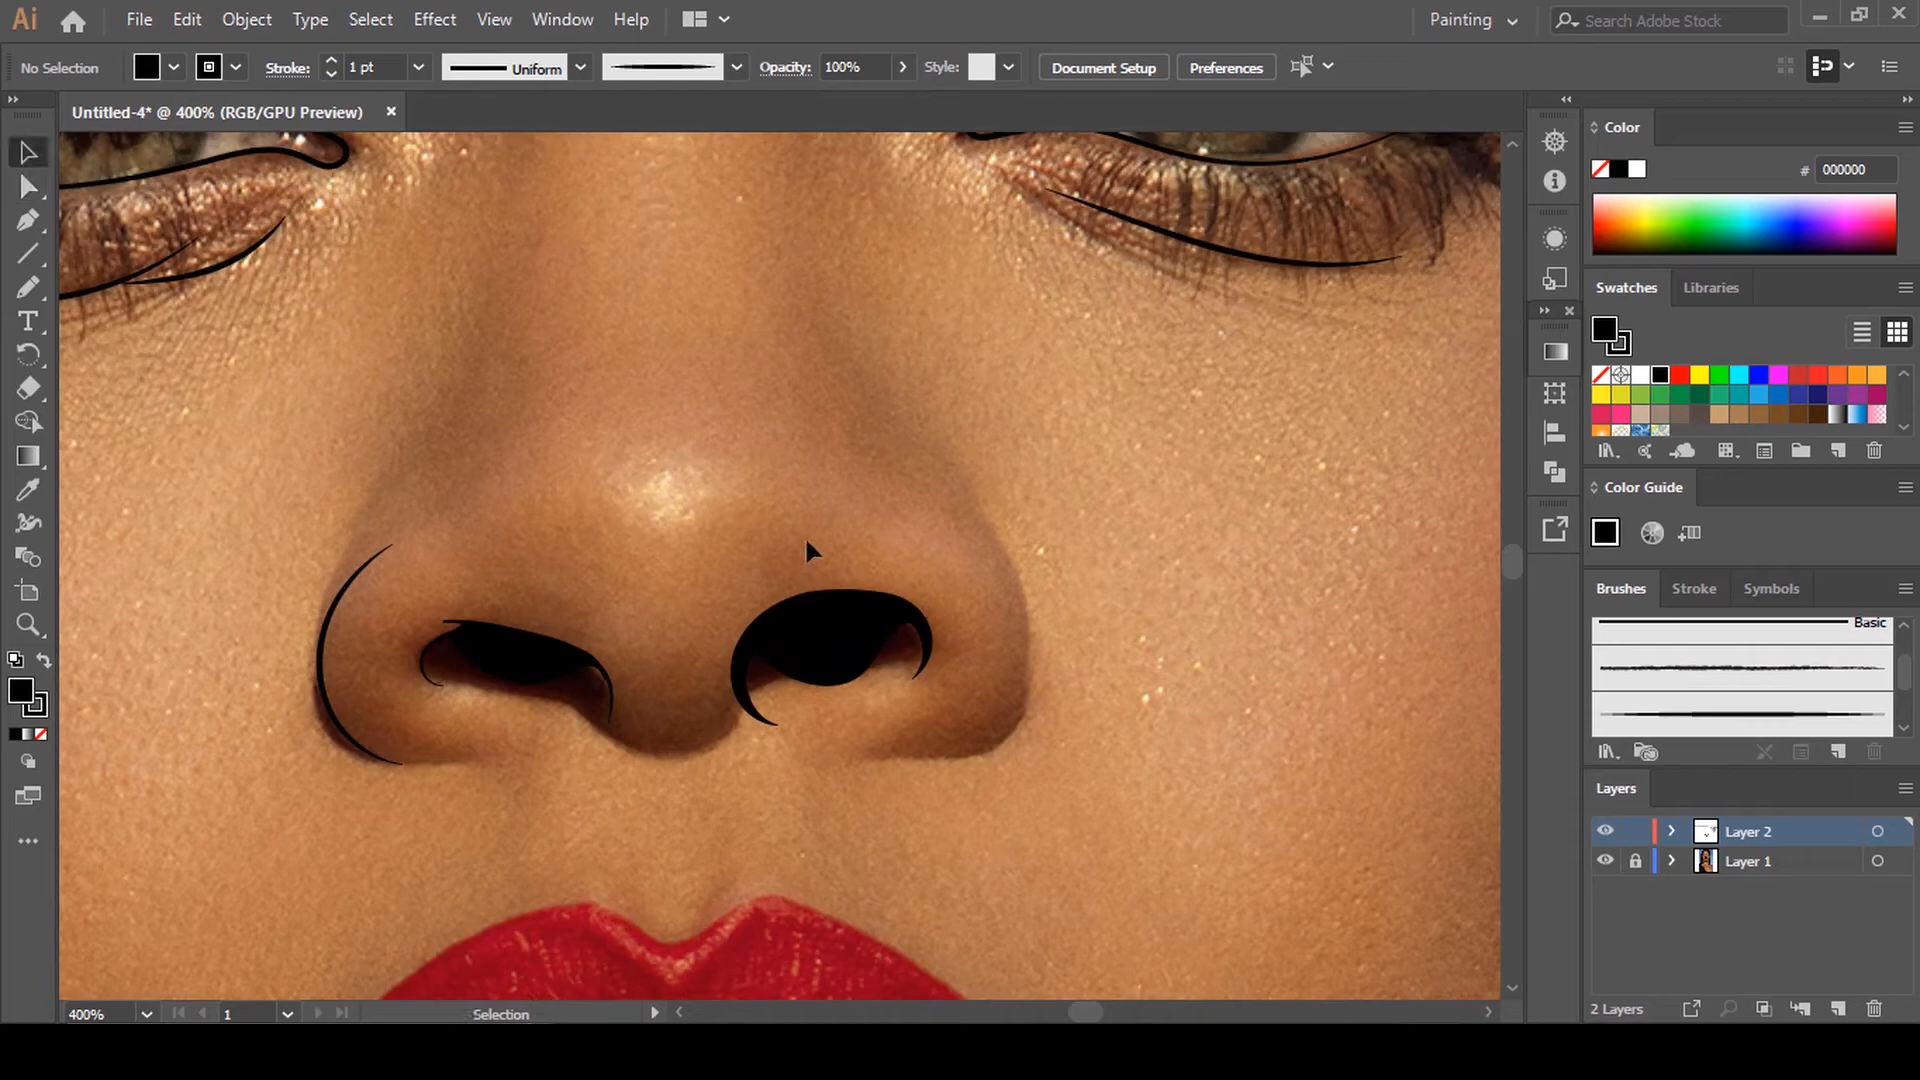 Ai File Edit Object Type Select Effect View Window Help Painting Search Adobe Stock
No Selection Stroke: 1 pt Uniform Opacity: 100% Style: Document Setup Preferences
Untitled-4* @ 400% (RGB/GPU Preview)
Color
# 000000
Swatches Libraries
Color Guide
Brushes Stroke Symbols
Basic
Layers
Layer 2
Layer 1
2 Layers
400% 1 Selection